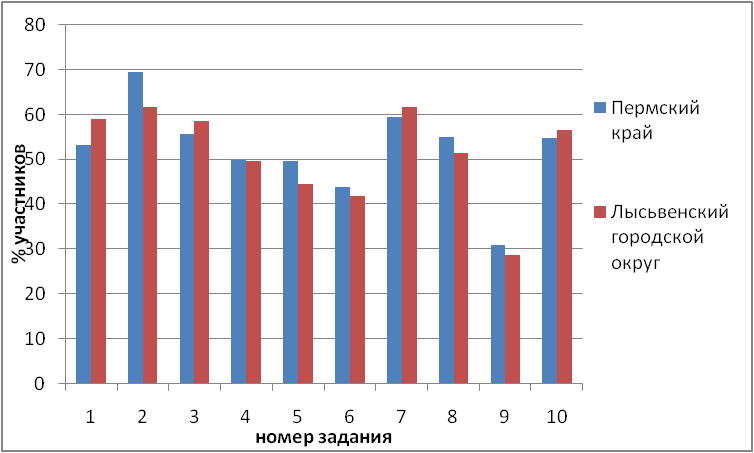 80
70
60
50
40
30
20
10
0
% участников
1 2 3 4 5 6 7 8 9 10
номер задания
Пермский
край
Лысьвенский
городской
округ